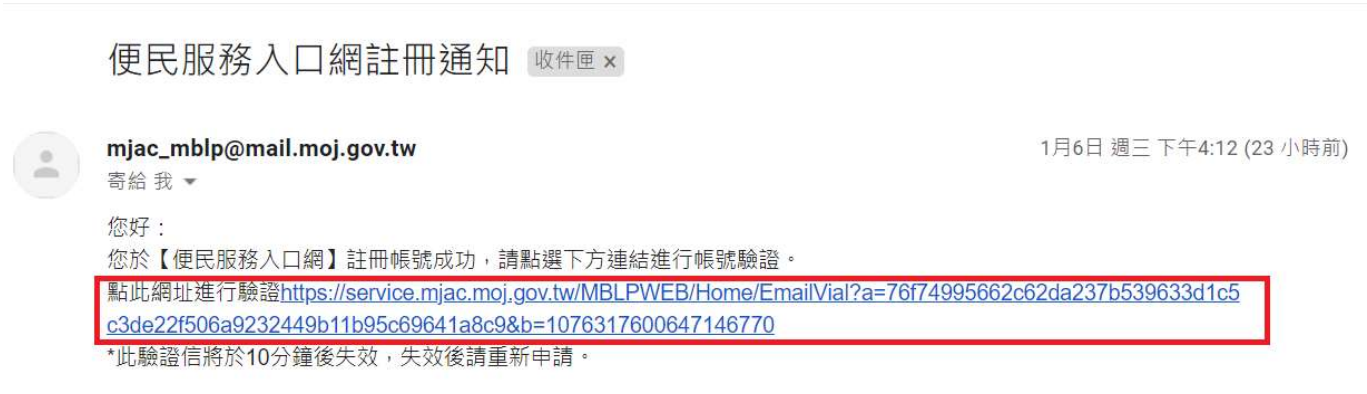 便民服務入口網註冊通知 收件匣 ×
mjac_mblp@mail.moj.gov.tw 1月6日 週三 下午4:12 (23 小時前)
寄給 我
您好：
您於【便民服務入口網】註冊帳號成功，請點選下方連結進行帳號驗證。
點此網址進行驗證https://service.mjac.moj.gov.tw/MBLPWEB/Home/EmailVial?a=76f74995662c62da237b539633d1c5
c3de22f506a9232449b11b95c69641a8c9&b=1076317600647146770
*此驗證信將於10分鐘後失效，失效後請重新申請。